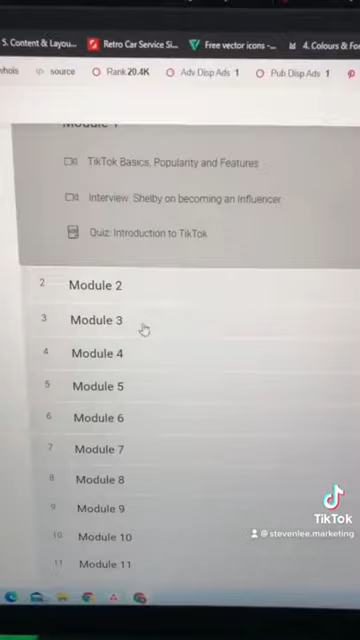 5. Content & Layou...
Retro Car Service Si...
Free vector icons -...
4. Colours & Fo
whois
source
Rank 20.4K
Adv Disp Ads 1
Pub Disp Ads 1
Module 1
TikTok Basics, Popularity and Features
Interview: Shelby on becoming an Influencer
Quiz: Introduction to TikTok
2 Module 2
3 Module 3
4 Module 4
5 Module 5
6 Module 6
7 Module 7
8 Module 8
9 Module 9
10 Module 10
11 Module 11
TikTok
@stevenlee.marketing